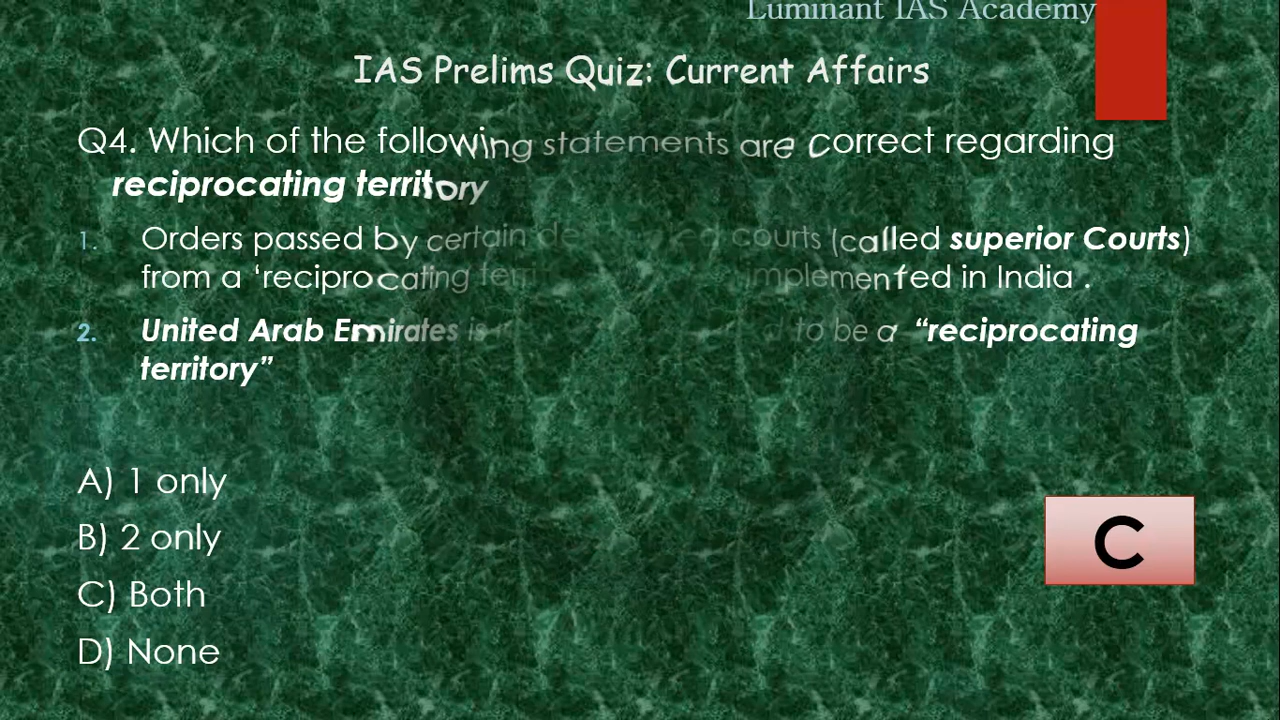 Luminant IAS Academy
IAS Prelims Quiz: Current Affairs
Q4. Which of the following statements are correct regarding
reciprocating territory
1. Orders passed by certain courts (called superior Courts)
from a ‘reciprocating implemented in India .
2. United Arab Emirates is to be a “reciprocating
territory”
A) 1 only
B) 2 only
C) Both
D) None
C